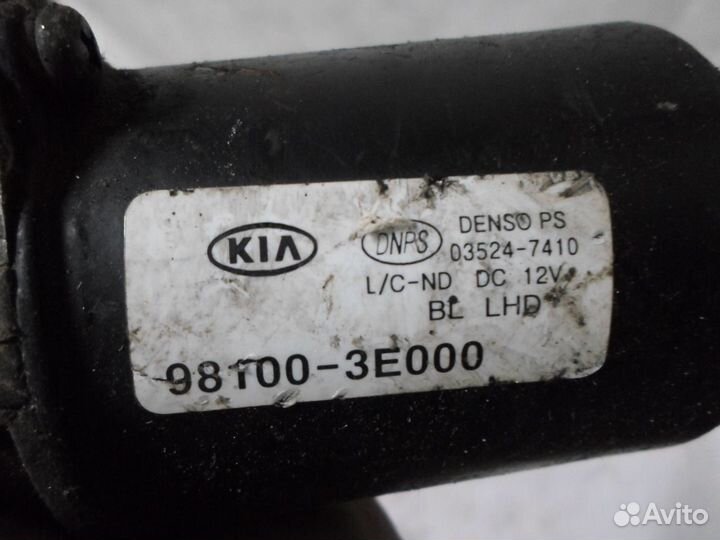 KIA
DNPS
DENSO PS
03524-7410
L/C-ND DC 12V
BL LHD
98100-3E000
Avito